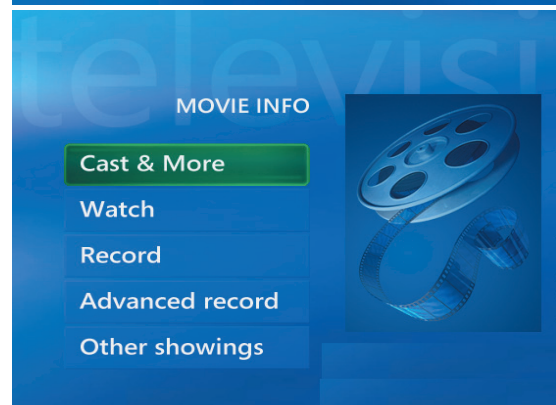 televisi
MOVIE INFO
Cast & More
Watch
Record
Advanced record
Other showings